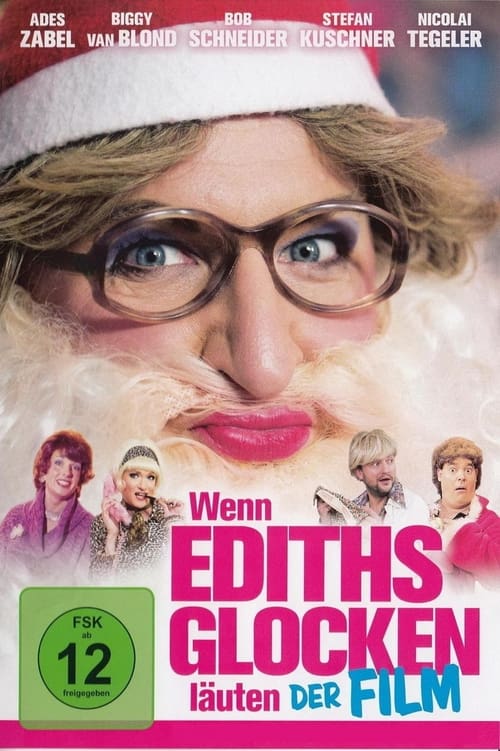 ADES BIGGY BOB STEFAN NICOLAI
ZABEL VAN BLOND SCHNEIDER KUSCHNER TEGELER
Wenn
EDITHS
GLOCKEN
läuten DER FILM
FSK
ab
12
freigegeben